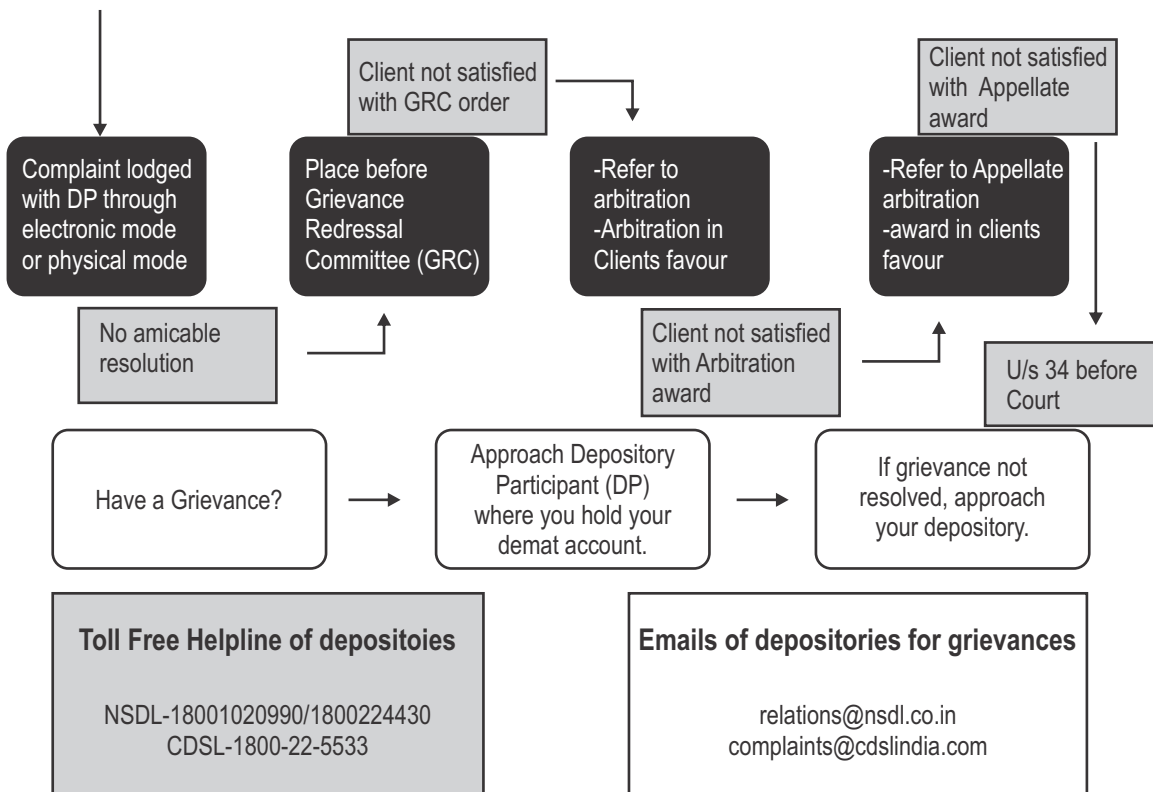 Complaint lodged
with DP through
electronic mode
or physical mode
No amicable
resolution
Place before
Grievance
Redressal
Committee (GRC)
Client not satisfied
with GRC order
-Refer to
arbitration
-Arbitration in
Clients favour
Client not satisfied
with Arbitration
award
-Refer to Appellate
arbitration
-award in clients
favour
Client not satisfied
with Appellate
award
U/s 34 before
Court
Have a Grievance?
Approach Depository
Participant (DP)
where you hold your
demat account.
If grievance not
resolved, approach
your depository.
Toll Free Helpline of depositoies
NSDL-18001020990/1800224430
CDSL-1800-22-5533
Emails of depositories for grievances
relations@nsdl.co.in
complaints@cdslindia.com